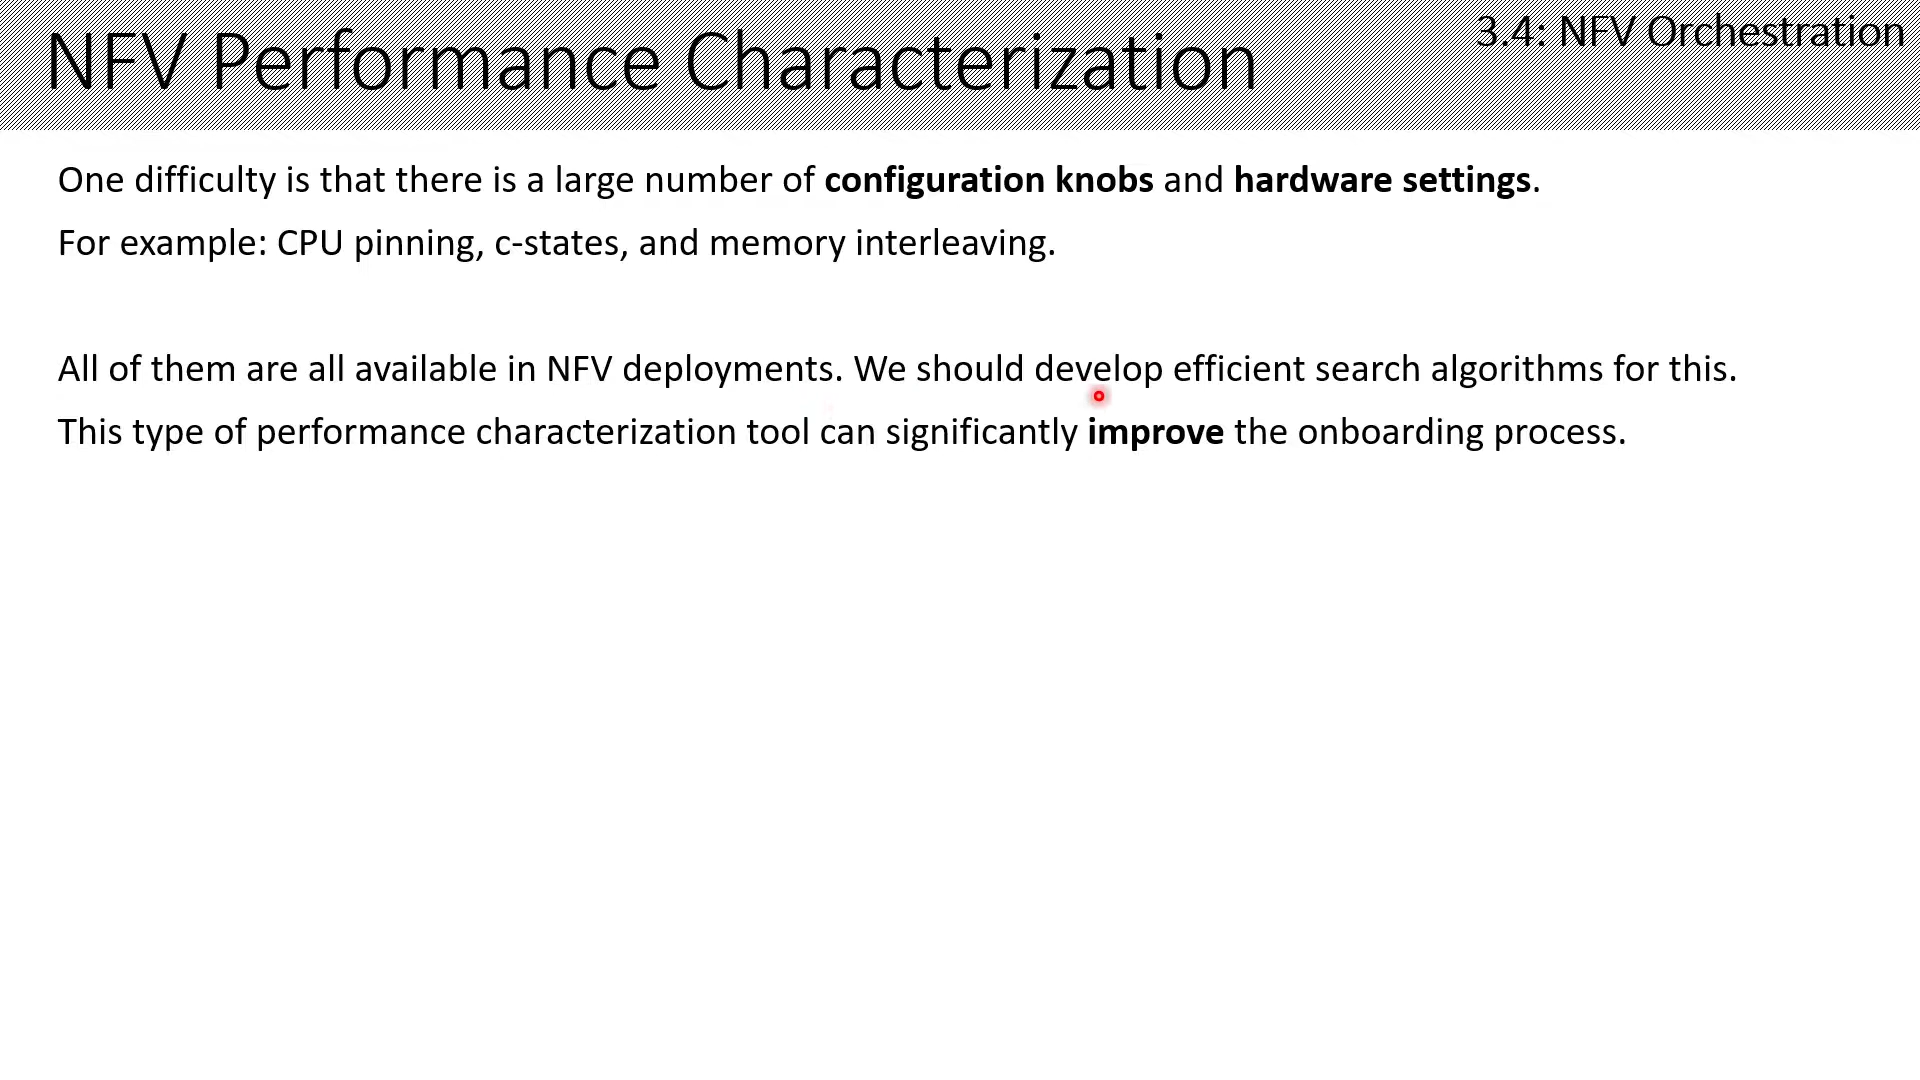 3.4: NFV Orchestration
NFV Performance Characterization
One difficulty is that there is a large number of configuration knobs and hardware settings.
For example: CPU pinning, c-states, and memory interleaving.
All of them are all available in NFV deployments. We should develop efficient search algorithms for this.
This type of performance characterization tool can significantly improve the onboarding process.